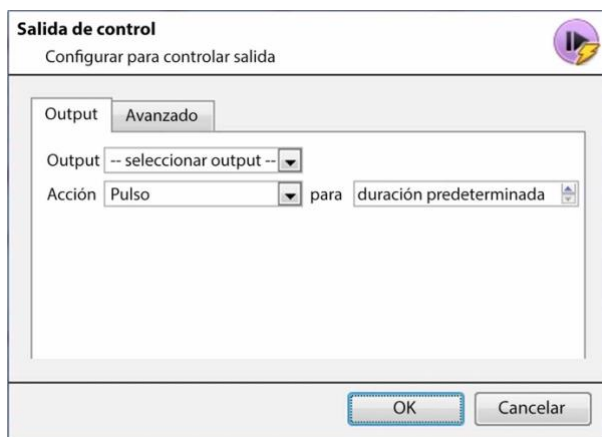 Salida de control
Configurar para controlar salida
Output Avanzado
Output -- seleccionar output --
Acción Pulso para duración predeterminada
OK Cancelar